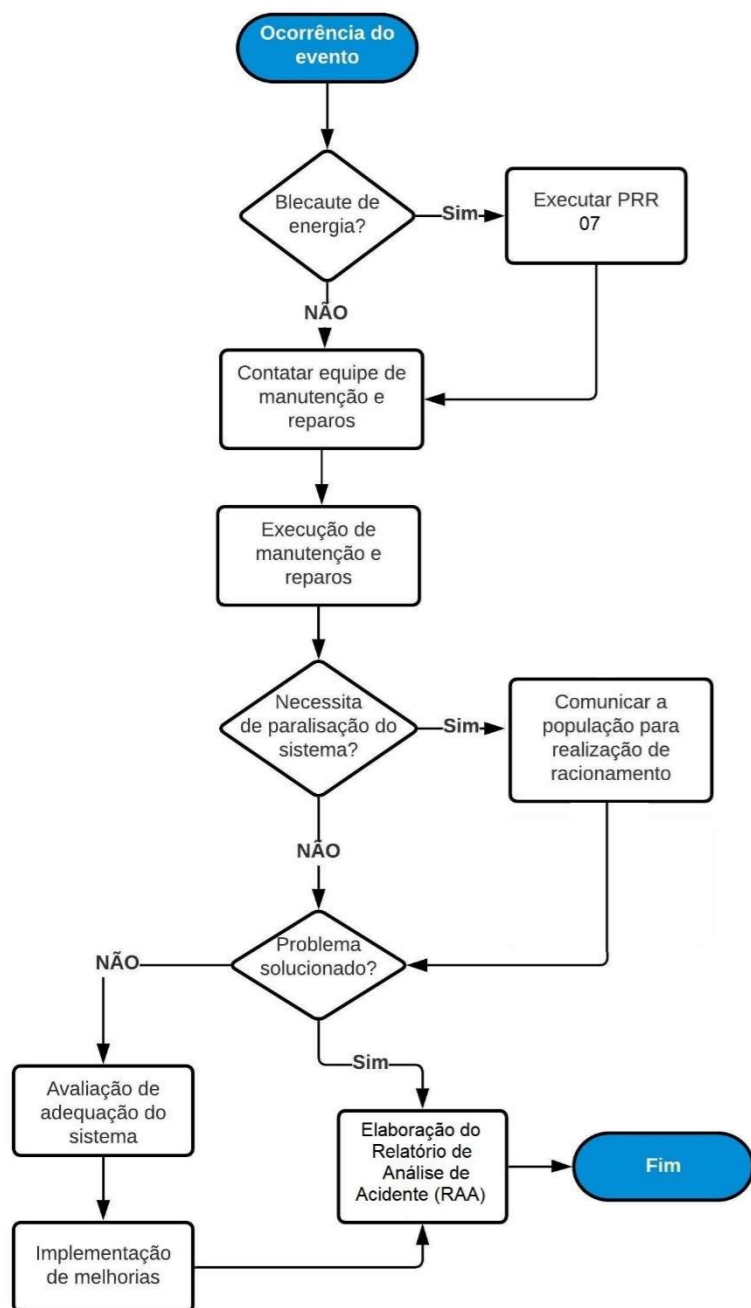 Ocorrência do
evento
Blecaute de
energia?
Sim
Executar PRR
07
NÃO
Contatar equipe de
manutenção e
reparos
Execução de
manutenção e
reparos
Necessita
de paralisação do
sistema?
Sim
Comunicar a
população para
realização de
racionamento
NÃO
Problema
solucionado?
NÃO
Sim
Avaliação de
adequação do
sistema
Elaboração do
Relatório de
Análise de
Acidente (RAA)
Fim
Implementação
de melhorias